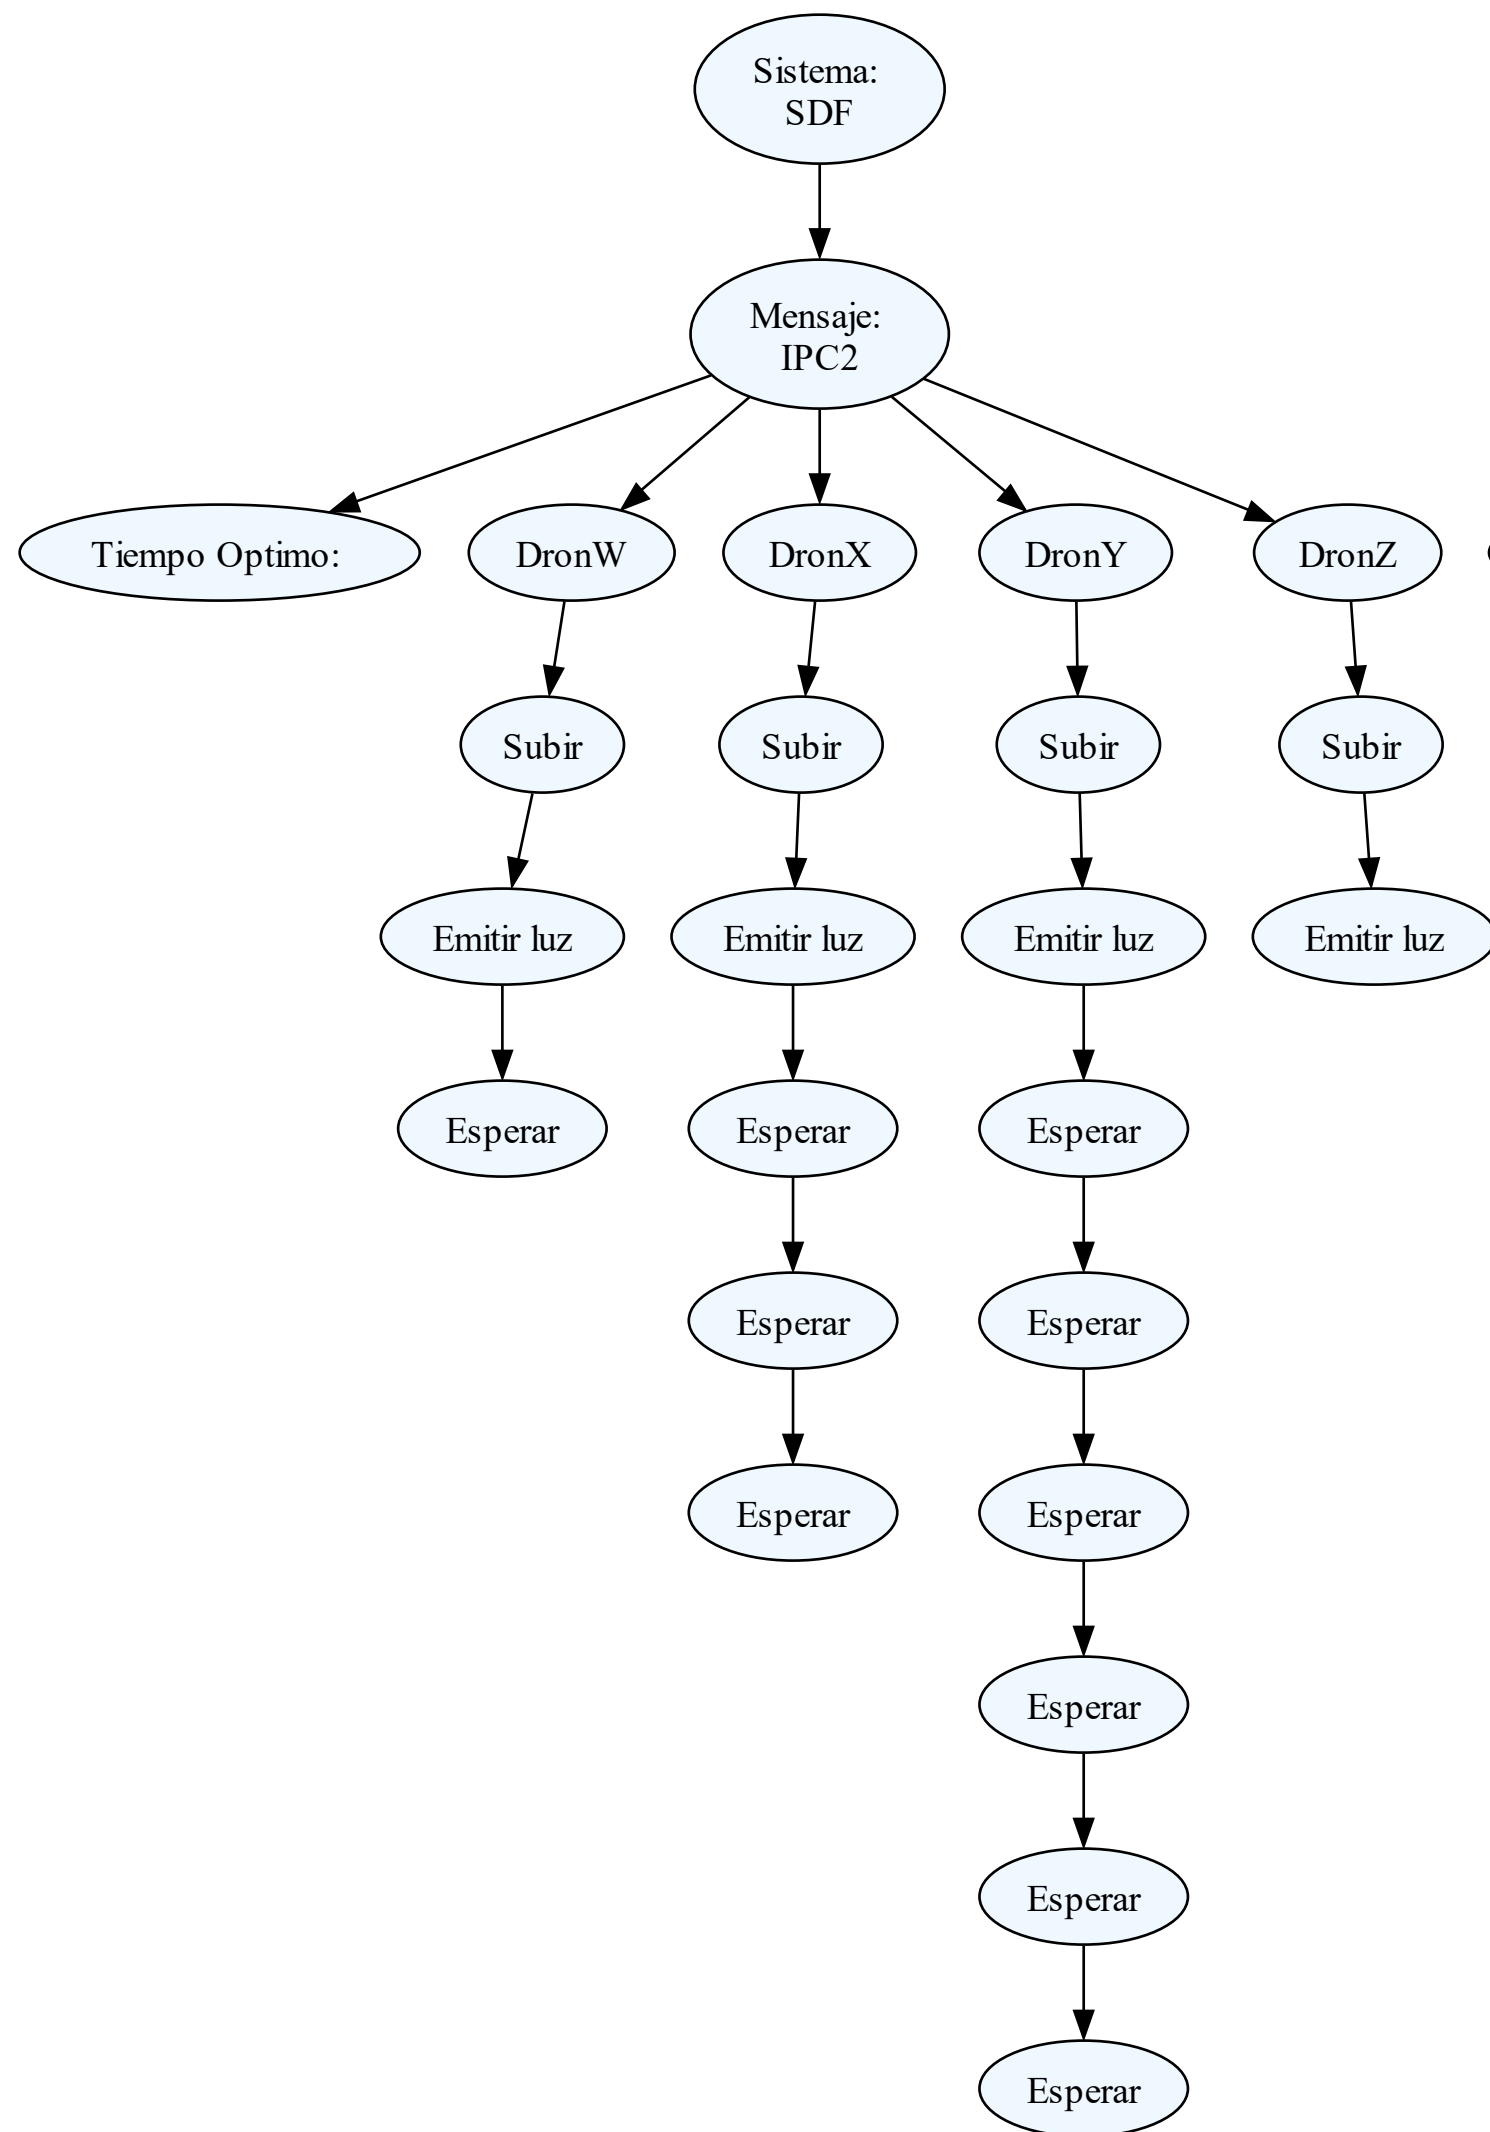 Sistema:
SDF
Mensaje:
IPC2
Tiempo Optimo:
DronW
DronX
DronY
DronZ
Subir
Subir
Subir
Subir
Emitir luz
Emitir luz
Emitir luz
Emitir luz
Esperar
Esperar
Esperar
Esperar
Esperar
Esperar
Esperar
Esperar
Esperar
Esperar